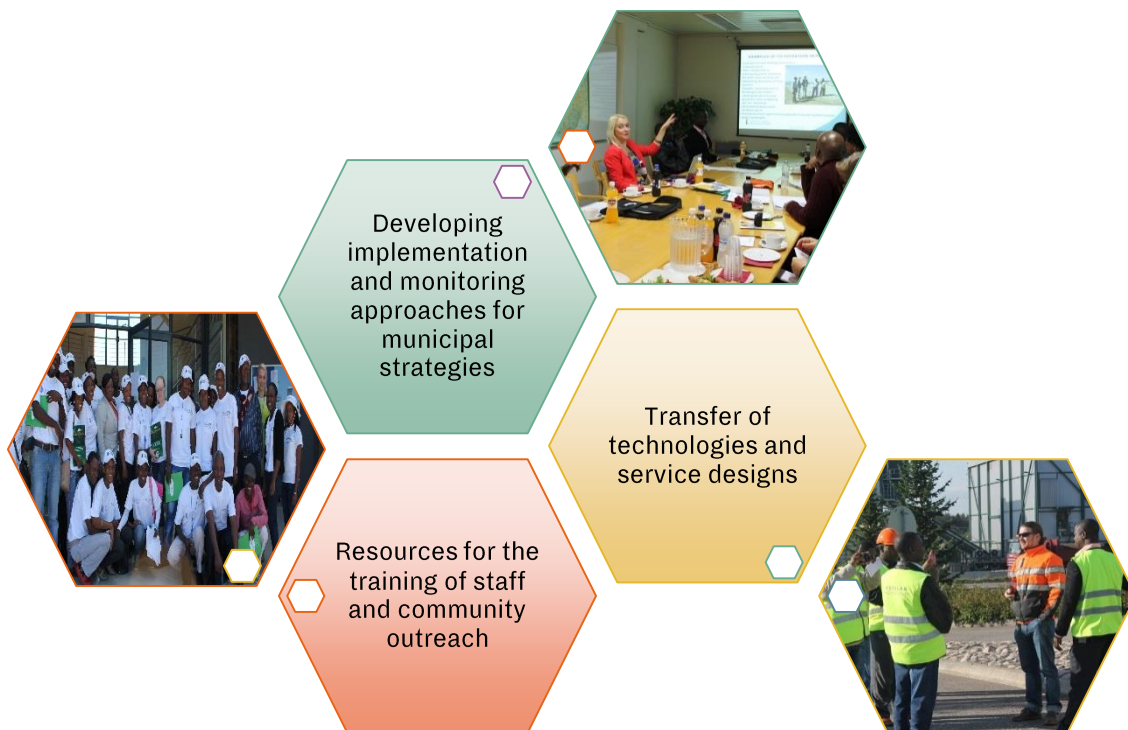 Developing
implementation
and monitoring
approaches for
municipal
strategies
Transfer of
technologies and
service designs
Resources for the
training of staff
and community
outreach